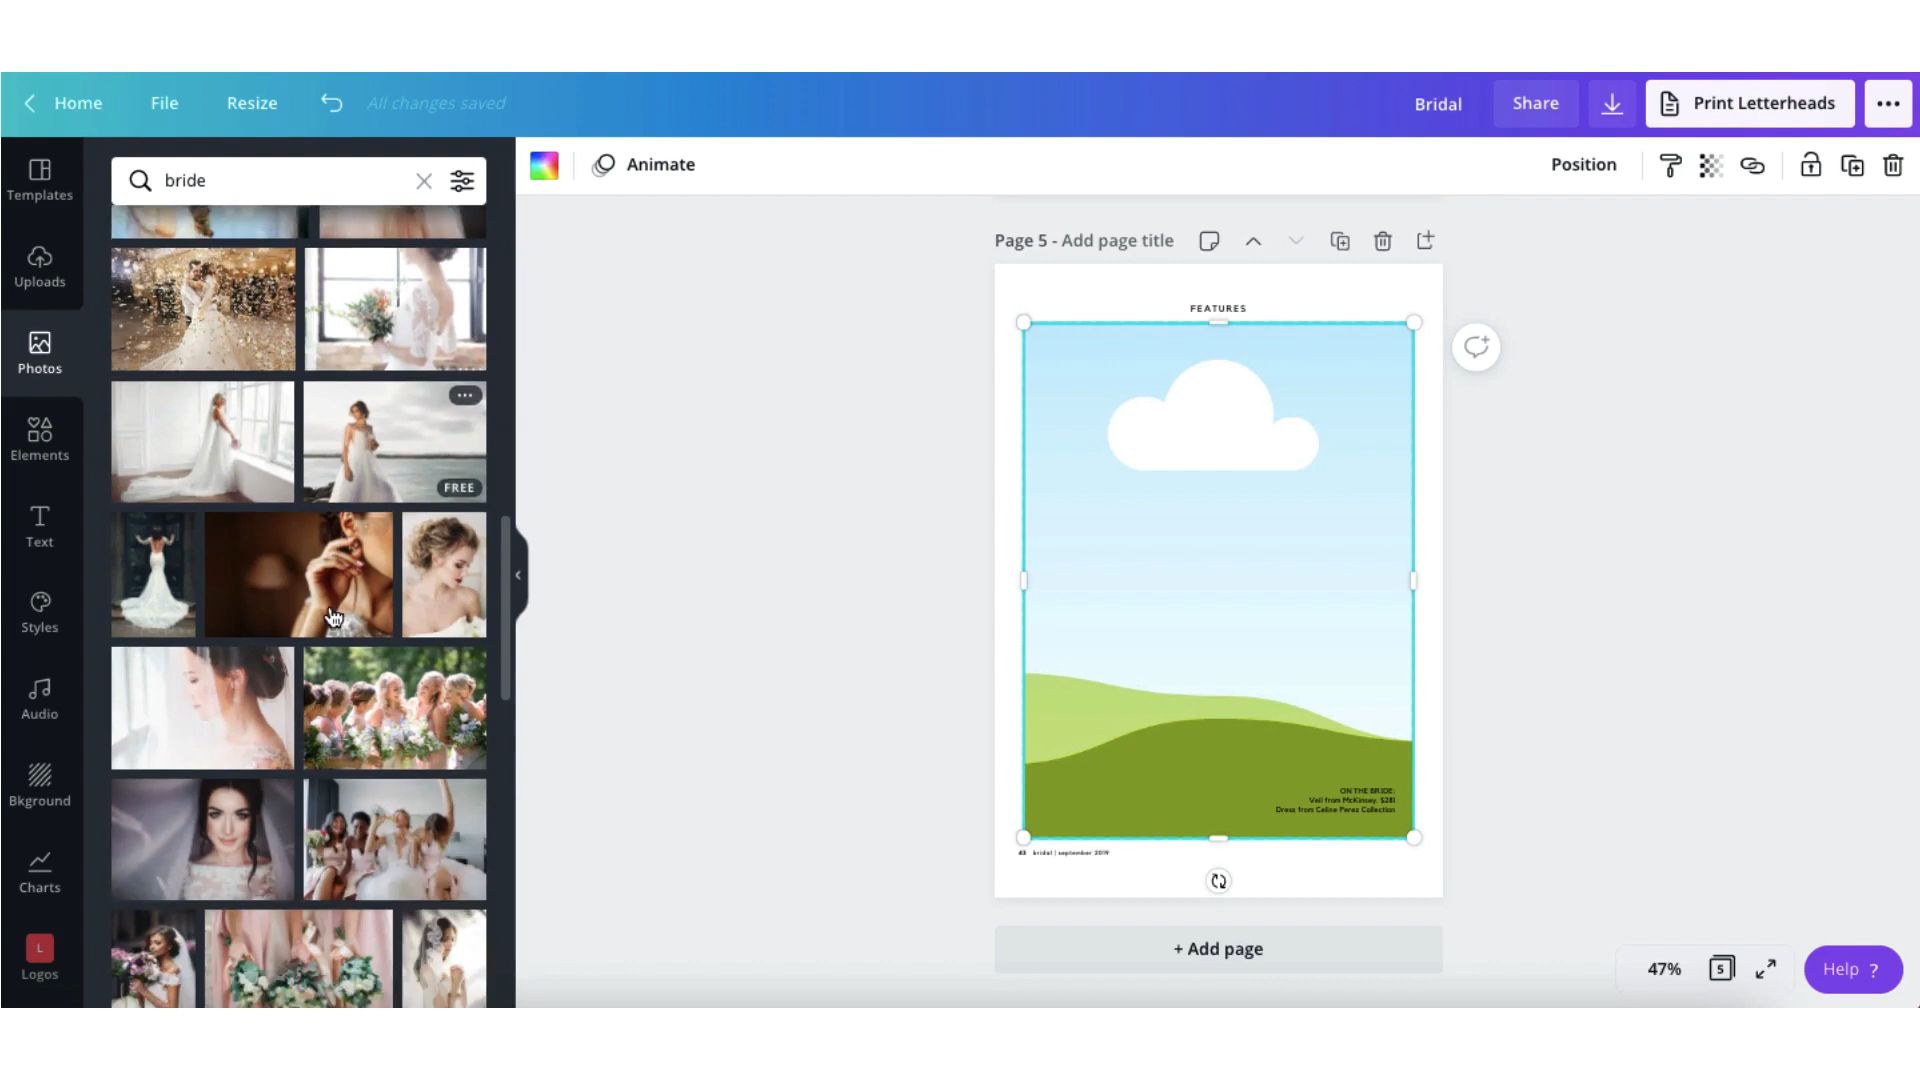 Home
File
Resize
All changes saved
Bridal
Share
Print Letterheads
Templates
Uploads
Photos
Elements
Text
Styles
Audio
Bkground
Charts
L
Logos
bride
FREE
Animate
Position
Page 5 - Add page title
FEATURES
ON THE BRIDE:
Veil from McKinsey. $281
Dress from Celine Perez Collection
43 bridal | september 2019
+ Add page
47%
5
Help ?